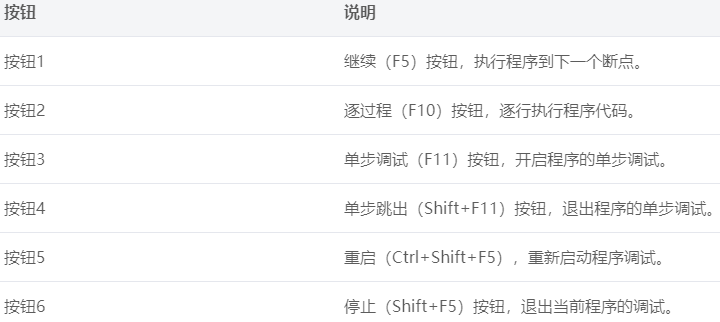 按钮 说明
按钮1 继续（F5）按钮，执行程序到下一个断点。
按钮2 逐过程（F10）按钮，逐行执行程序代码。
按钮3 单步调试（F11）按钮，开启程序的单步调试。
按钮4 单步跳出（Shift+F11）按钮，退出程序的单步调试。
按钮5 重启（Ctrl+Shift+F5），重新启动程序调试。
按钮6 停止（Shift+F5）按钮，退出当前程序的调试。